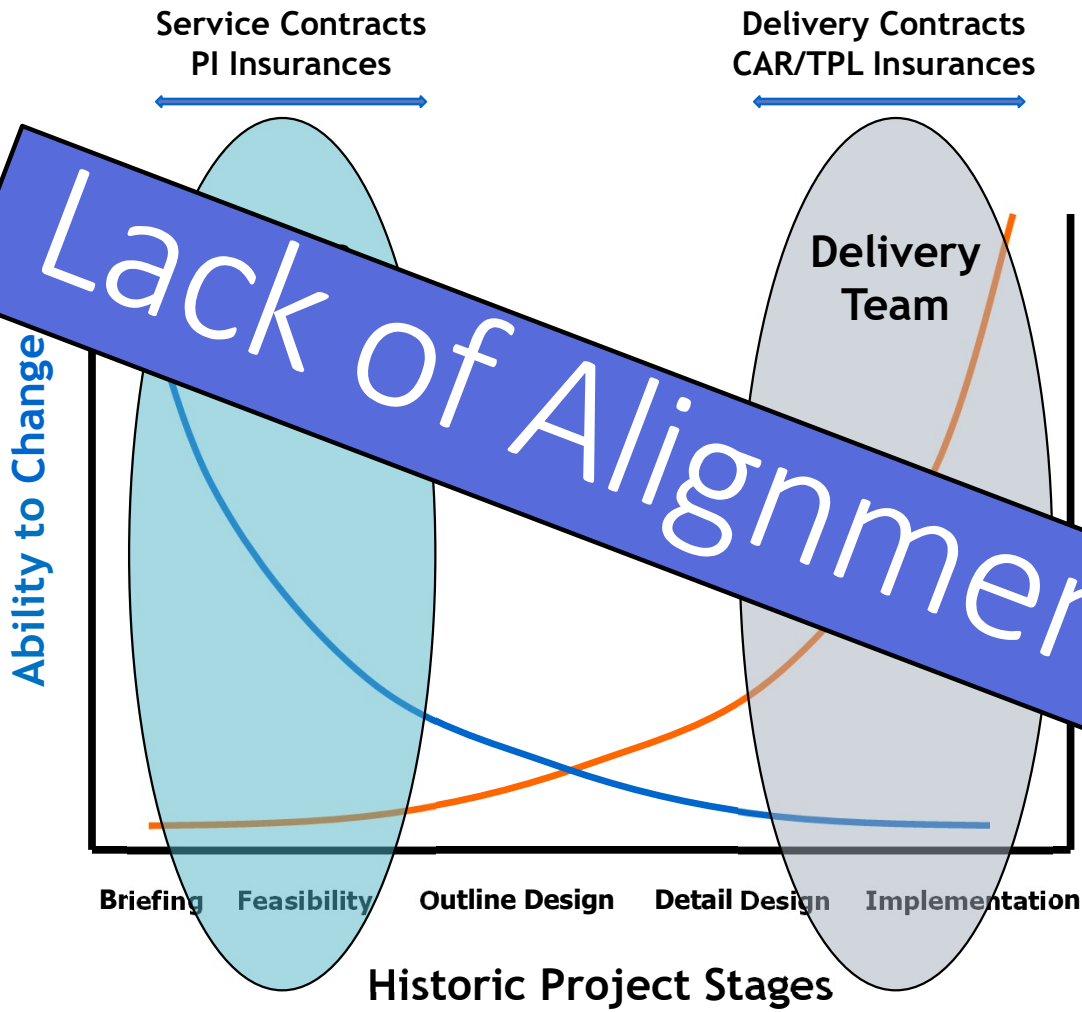 Service Contracts
PI Insurances
Delivery Contracts
CAR/TPL Insurances
Delivery
Team
Lack of Alignmen
Ability to Change
Briefing Feasibility Outline Design Detail Design Implementation
Historic Project Stages